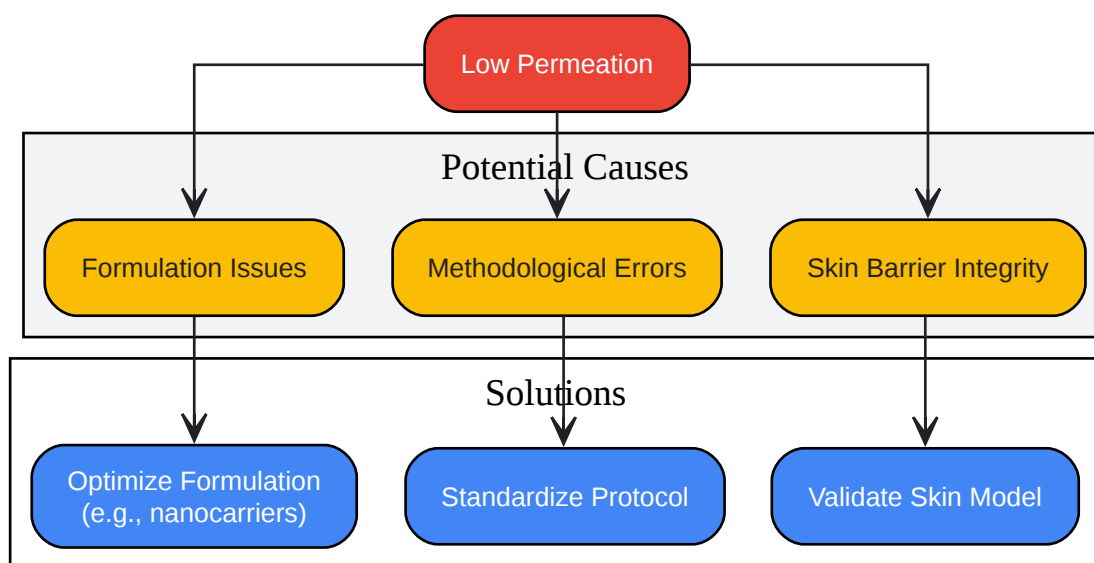 Low Permeation
Potential Causes
Formulation Issues
Methodological Errors
Skin Barrier Integrity
Solutions
Optimize Formulation
(e.g., nanocarriers)
Standardize Protocol
Validate Skin Model